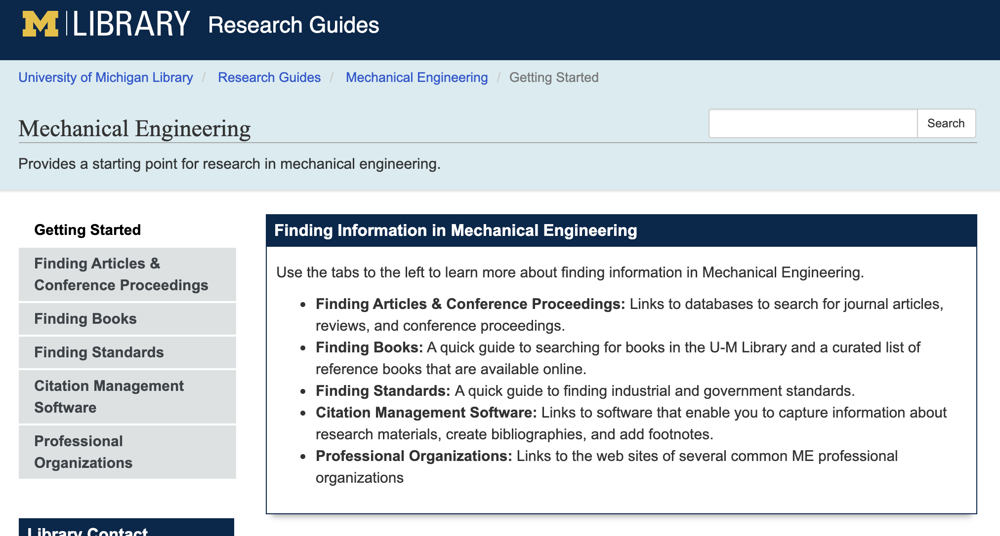 M LIBRARY Research Guides
University of Michigan Library / Research Guides / Mechanical Engineering / Getting Started
Mechanical Engineering
Search
Provides a starting point for research in mechanical engineering.
Getting Started
Finding Articles &
Conference Proceedings
Finding Books
Finding Standards
Citation Management
Software
Professional
Organizations
Library Contact
Finding Information in Mechanical Engineering
Use the tabs to the left to learn more about finding information in Mechanical Engineering.
• Finding Articles & Conference Proceedings: Links to databases to search for journal articles,
reviews, and conference proceedings.
• Finding Books: A quick guide to searching for books in the U-M Library and a curated list of
reference books that are available online.
• Finding Standards: A quick guide to finding industrial and government standards.
• Citation Management Software: Links to software that enable you to capture information about
research materials, create bibliographies, and add footnotes.
• Professional Organizations: Links to the web sites of several common ME professional
organizations